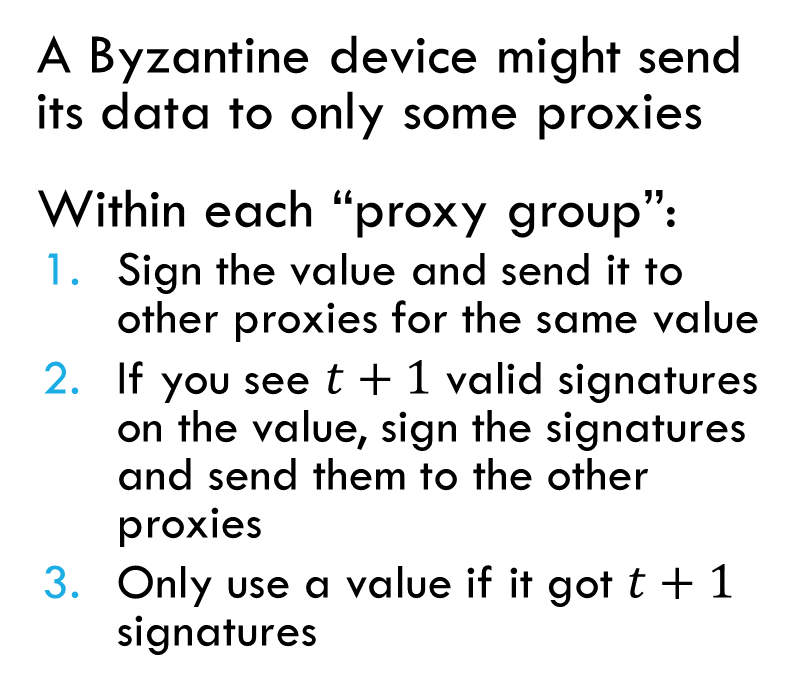 A Byzantine device might send
its data to only some proxies
Within each “proxy group”:
1. Sign the value and send it to
other proxies for the same value
2. If you see t + 1 valid signatures
on the value, sign the signatures
and send them to the other
proxies
3. Only use a value if it got t + 1
signatures